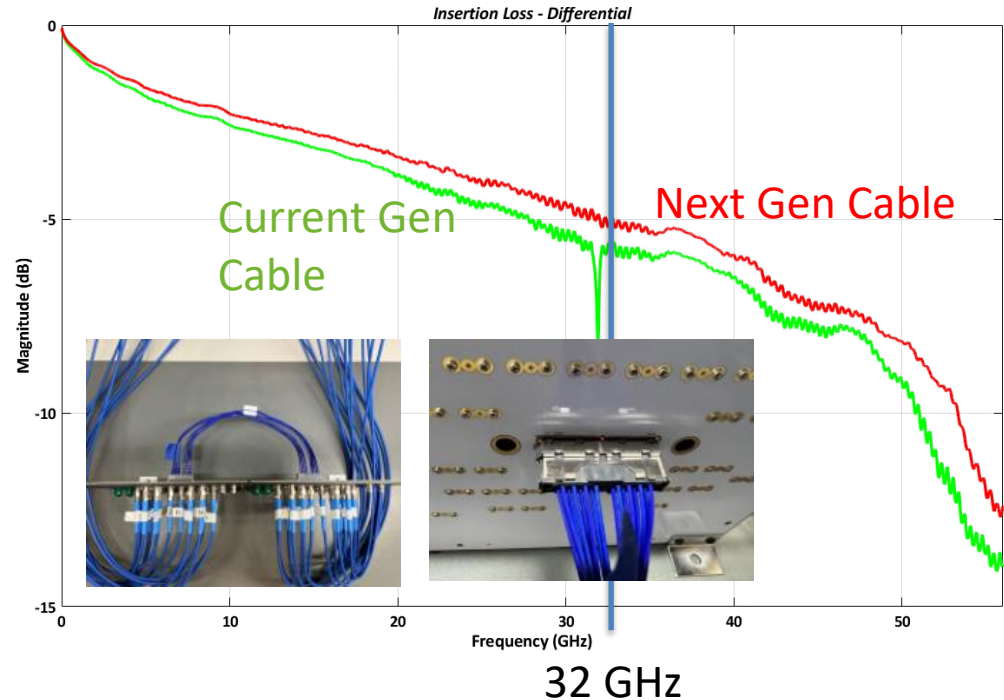 Insertion Loss - Differential
0
-5
-10
-15
Magnitude (dB)
Current Gen
Cable
Next Gen Cable
0
10
20
30
40
50
Frequency (GHz)
32 GHz